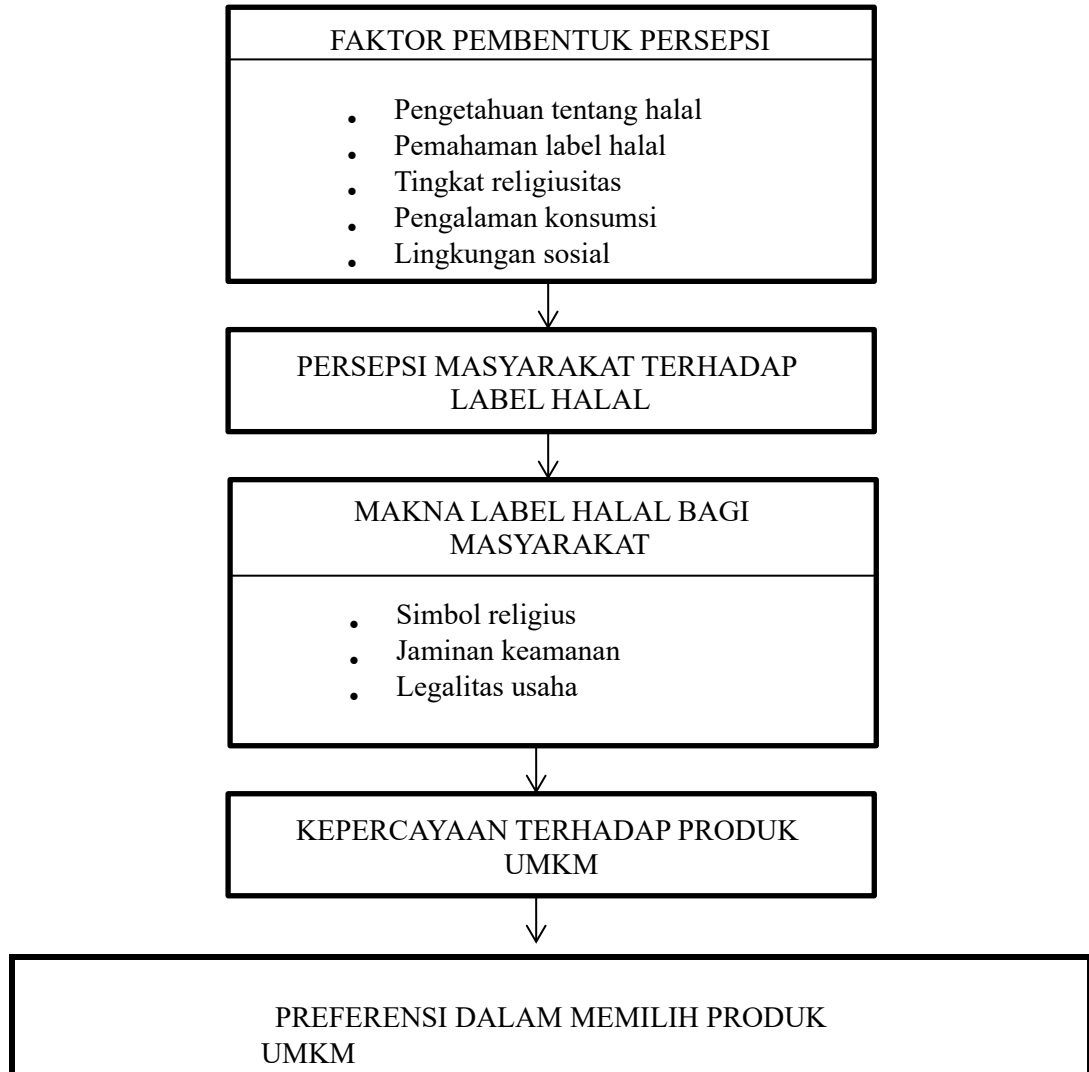 FAKTOR PEMBENTUK PERSEPSI
• Pengetahuan tentang halal
• Pemahaman label halal
• Tingkat religiusitas
• Pengalaman konsumsi
• Lingkungan sosial
PERSEPSI MASYARAKAT TERHADAP
LABEL HALAL
MAKNA LABEL HALAL BAGI
MASYARAKAT
• Simbol religius
• Jaminan keamanan
• Legalitas usaha
KEPERCAYAAN TERHADAP PRODUK
UMKM
PREFERENSI DALAM MEMILIH PRODUK
UMKM